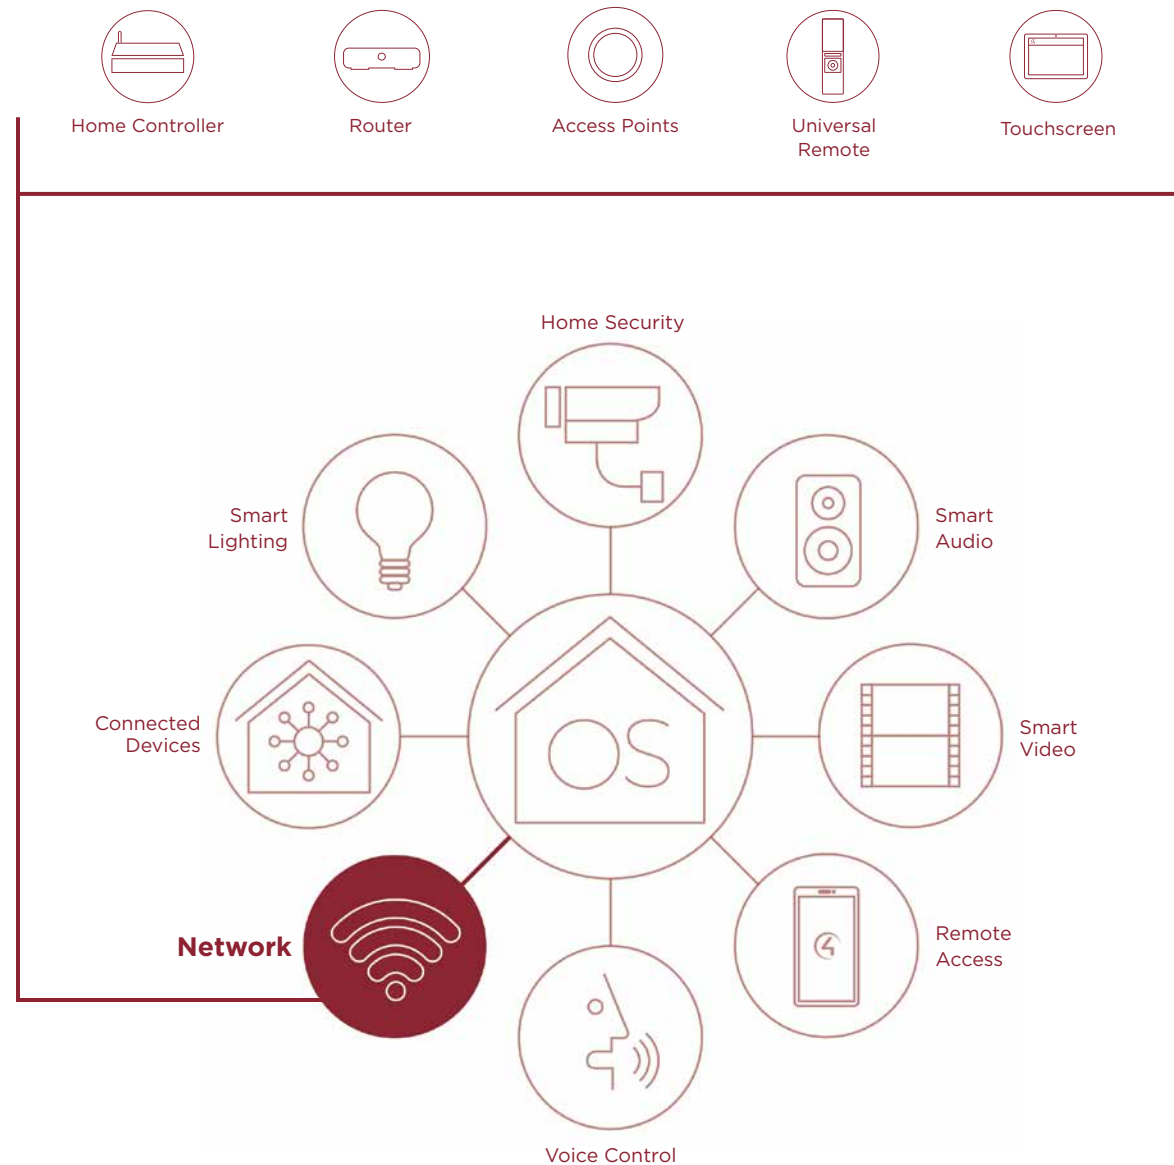 Home Controller
Router
Access Points
Universal
Remote
Touchscreen
Home Security
Smart
Lighting
Smart
Audio
OS
Connected
Devices
Smart
Video
Network
4
Remote
Access
Voice Control